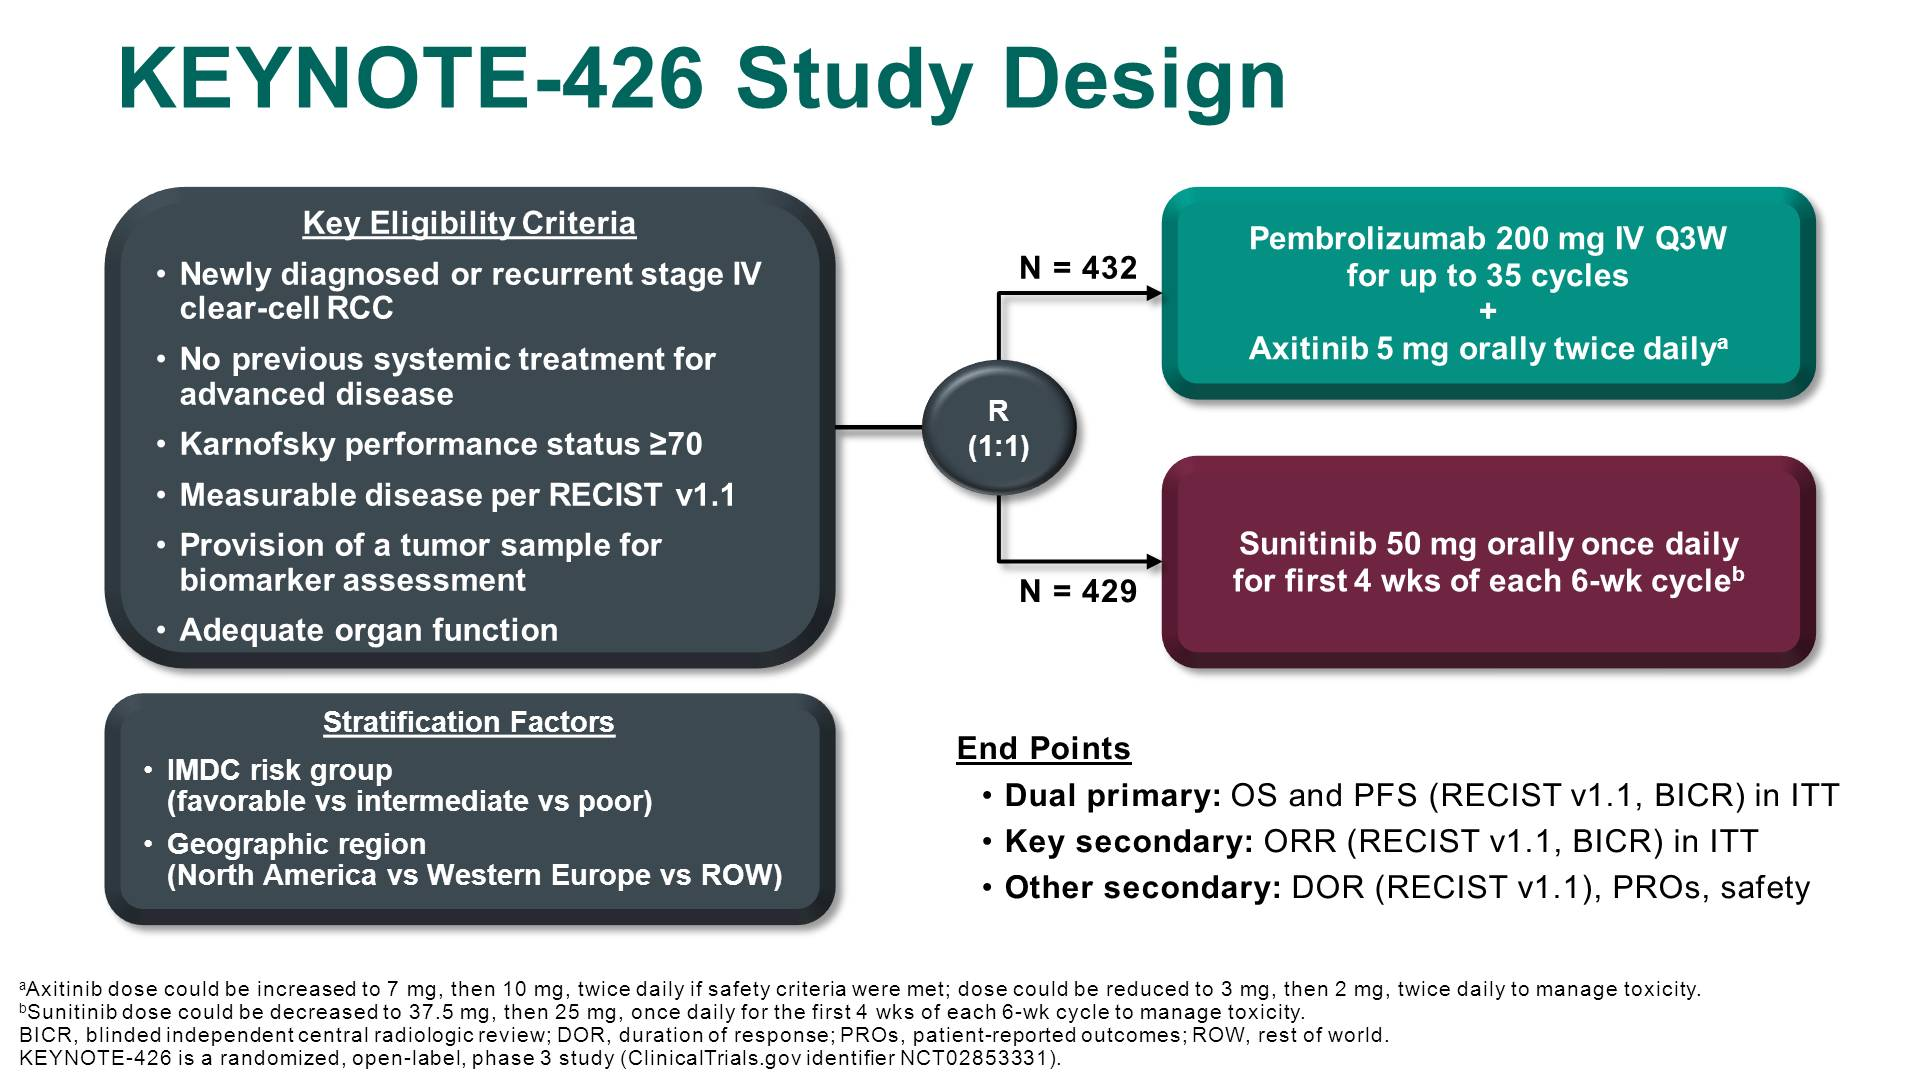 KEYNOTE-426 Study Design
Key Eligibility Criteria
• Newly diagnosed or recurrent stage IV
clear-cell RCC
• No previous systemic treatment for
advanced disease
• Karnofsky performance status ≥70
• Measurable disease per RECIST v1.1
• Provision of a tumor sample for
biomarker assessment
• Adequate organ function
Stratification Factors
• IMDC risk group
(favorable vs intermediate vs poor)
• Geographic region
(North America vs Western Europe vs ROW)
R
(1:1)
N = 432
Pembrolizumab 200 mg IV Q3W
for up to 35 cycles
+
Axitinib 5 mg orally twice dailyᵃ
N = 429
Sunitinib 50 mg orally once daily
for first 4 wks of each 6-wk cycleᵇ
End Points
• Dual primary: OS and PFS (RECIST v1.1, BICR) in ITT
• Key secondary: ORR (RECIST v1.1, BICR) in ITT
• Other secondary: DOR (RECIST v1.1), PROs, safety
ᵃAxitinib dose could be increased to 7 mg, then 10 mg, twice daily if safety criteria were met; dose could be reduced to 3 mg, then 2 mg, twice daily to manage toxicity.
ᵇSunitinib dose could be decreased to 37.5 mg, then 25 mg, once daily for the first 4 wks of each 6-wk cycle to manage toxicity.
BICR, blinded independent central radiologic review; DOR, duration of response; PROs, patient-reported outcomes; ROW, rest of world.
KEYNOTE-426 is a randomized, open-label, phase 3 study (ClinicalTrials.gov identifier NCT02853331).